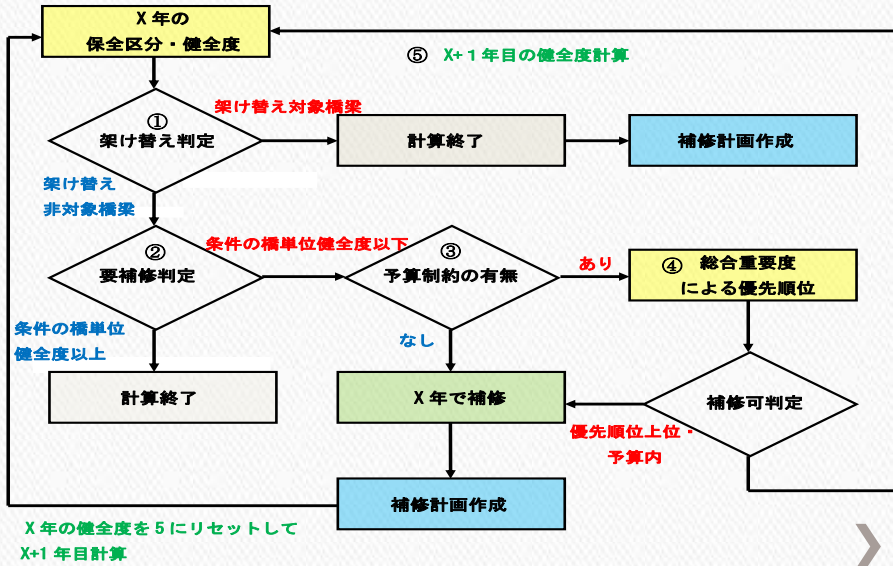 X年の
保全区分・健全度
⑤ X+1年目の健全度計算
①
架け替え判定
架け替え対象橋梁
計算終了
補修計画作成
架け替え
非対象橋梁
②
要補修判定
条件の橋単位健全度以下
③
予算制約の有無
あり
④ 総合重要度
による優先順位
条件の橋単位
健全度以上
なし
計算終了
X年で補修
補修可判定
優先順位上位・
予算内
補修計画作成
X年の健全度を5にリセットして
X+1年目計算